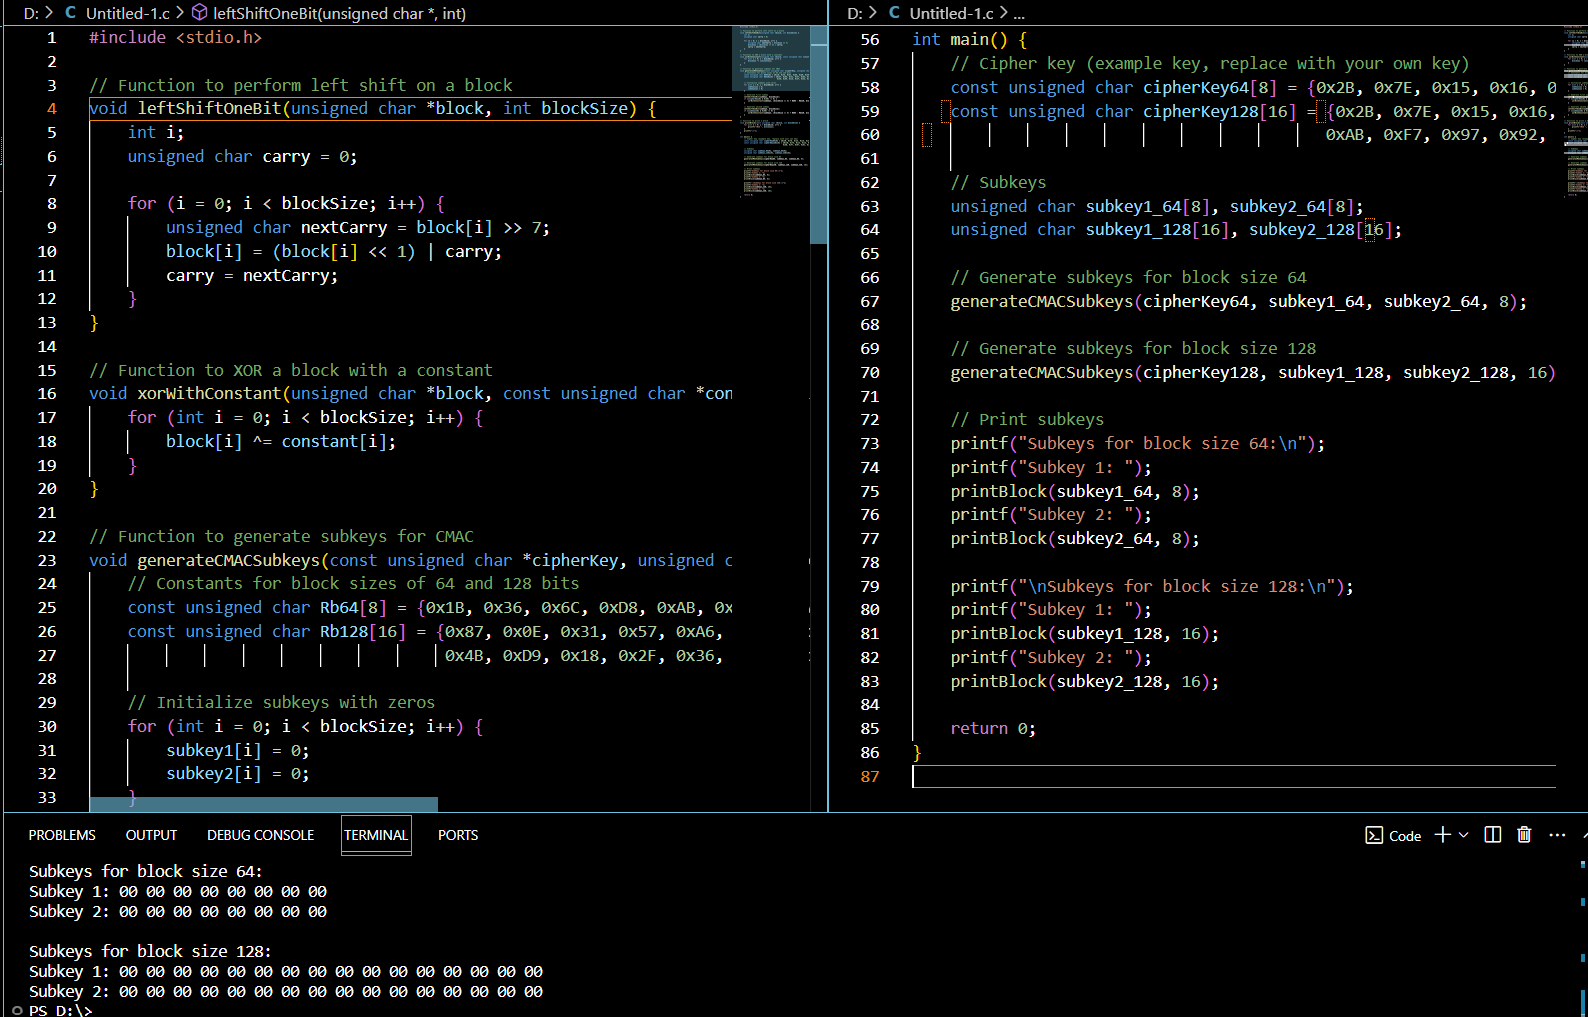 D: > C Untitled-1.c > leftShiftOneBit(unsigned char *, int)
1 #include <stdio.h>
2
3 // Function to perform left shift on a block
4 void leftShiftOneBit(unsigned char *block, int blockSize) {
5 int i;
6 unsigned char carry = 0;
7
8 for (i = 0; i < blockSize; i++) {
9 unsigned char nextCarry = block[i] >> 7;
10 block[i] = (block[i] << 1) | carry;
11 carry = nextCarry;
12 }
13 }
14
15 // Function to XOR a block with a constant
16 void xorWithConstant(unsigned char *block, const unsigned char *con
17 for (int i = 0; i < blockSize; i++) {
18 block[i] ^= constant[i];
19 }
20 }
21
22 // Function to generate subkeys for CMAC
23 void generateCMACSubkeys(const unsigned char *cipherKey, unsigned c
24 // Constants for block sizes of 64 and 128 bits
25 const unsigned char Rb64[8] = {0x1B, 0x36, 0x6C, 0xD8, 0xAB, 0x
26 const unsigned char Rb128[16] = {0x87, 0x0E, 0x31, 0x57, 0xA6,
27 0x4B, 0xD9, 0x18, 0x2F, 0x36,
28
29 // Initialize subkeys with zeros
30 for (int i = 0; i < blockSize; i++) {
31 subkey1[i] = 0;
32 subkey2[i] = 0;
33 }
D: > C Untitled-1.c > ...
56 int main() {
57 // Cipher key (example key, replace with your own key)
58 const unsigned char cipherKey64[8] = {0x2B, 0x7E, 0x15, 0x16, 0
59 const unsigned char cipherKey128[16] = {0x2B, 0x7E, 0x15, 0x16,
60 0xAB, 0xF7, 0x97, 0x92,
61
62 // Subkeys
63 unsigned char subkey1_64[8], subkey2_64[8];
64 unsigned char subkey1_128[16], subkey2_128[16];
65
66 // Generate subkeys for block size 64
67 generateCMACSubkeys(cipherKey64, subkey1_64, subkey2_64, 8);
68
69 // Generate subkeys for block size 128
70 generateCMACSubkeys(cipherKey128, subkey1_128, subkey2_128, 16)
71
72 // Print subkeys
73 printf("Subkeys for block size 64:\n");
74 printf("Subkey 1: ");
75 printBlock(subkey1_64, 8);
76 printf("Subkey 2: ");
77 printBlock(subkey2_64, 8);
78
79 printf("\nSubkeys for block size 128:\n");
80 printf("Subkey 1: ");
81 printBlock(subkey1_128, 16);
82 printf("Subkey 2: ");
83 printBlock(subkey2_128, 16);
84
85 return 0;
86 }
87
PROBLEMS OUTPUT DEBUG CONSOLE TERMINAL PORTS Code
Subkeys for block size 64:
Subkey 1: 00 00 00 00 00 00 00 00
Subkey 2: 00 00 00 00 00 00 00 00

Subkeys for block size 128:
Subkey 1: 00 00 00 00 00 00 00 00 00 00 00 00 00 00 00 00
Subkey 2: 00 00 00 00 00 00 00 00 00 00 00 00 00 00 00 00
PS D:\>